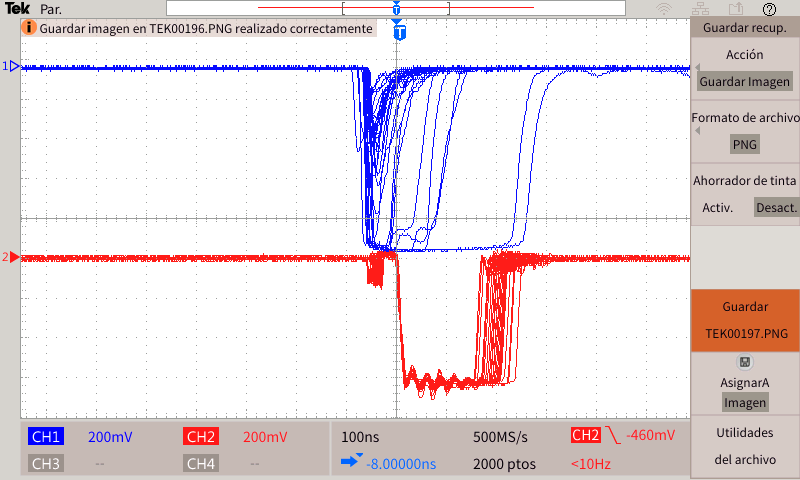 Tek Par.
T
?
i Guardar imagen en TEK00196.PNG realizado correctamente
T
1
2
Guardar recup.
Acción
Guardar Imagen
Formato de archivo
PNG
Ahorrador de tinta
Activ. Desact.
Guardar
TEK00197.PNG
AsignarA
Imagen
Utilidades
del archivo
CH1 200mV CH2 200mV 100ns 500MS/s CH2 -460mV
CH3 -- CH4 -- -8.00000ns 2000 ptos <10Hz